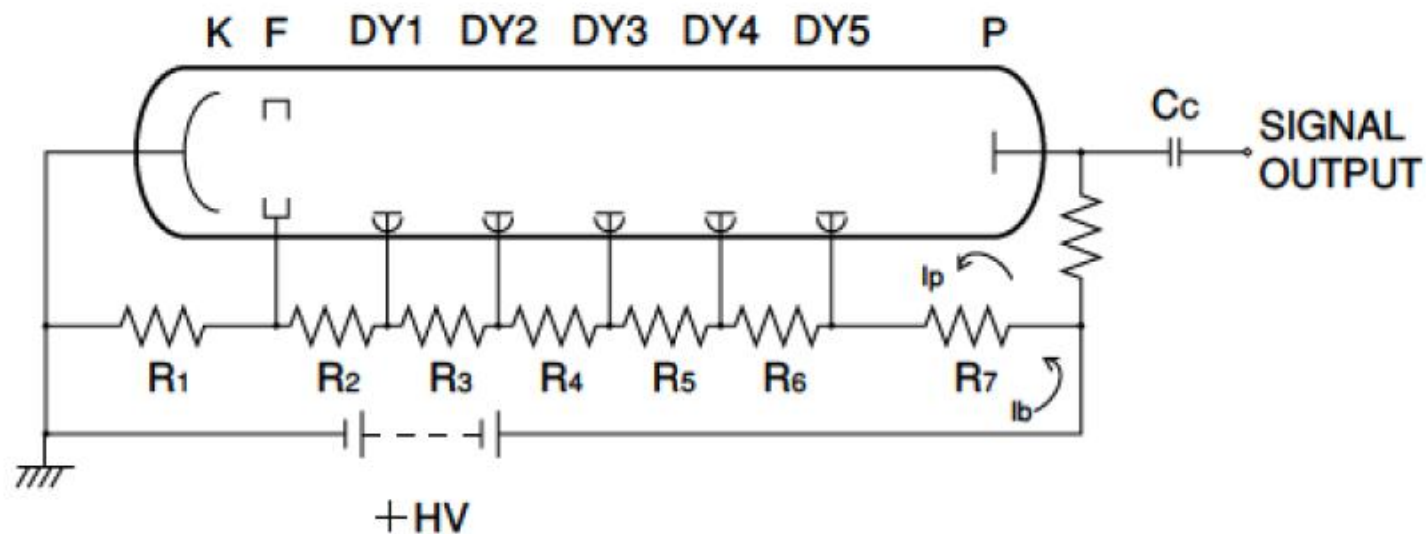 K F DY1 DY2 DY3 DY4 DY5 P
Cc
SIGNAL
OUTPUT
Ip
R1 R2 R3 R4 R5 R6 R7
Ib
+HV